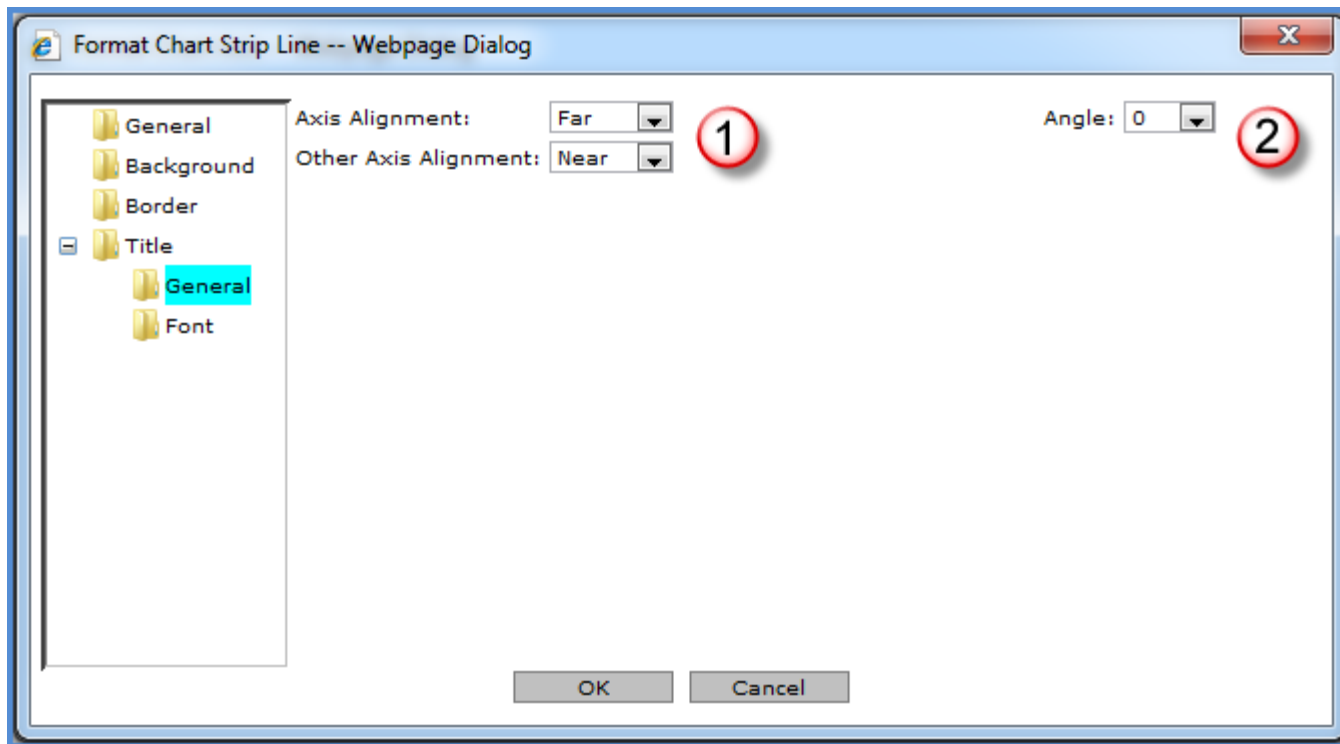 Format Chart Strip Line -- Webpage Dialog
x
General
Background
Border
Title
General
Font
Axis Alignment: Far
Other Axis Alignment: Near
1
Angle: 0
2
OK
Cancel